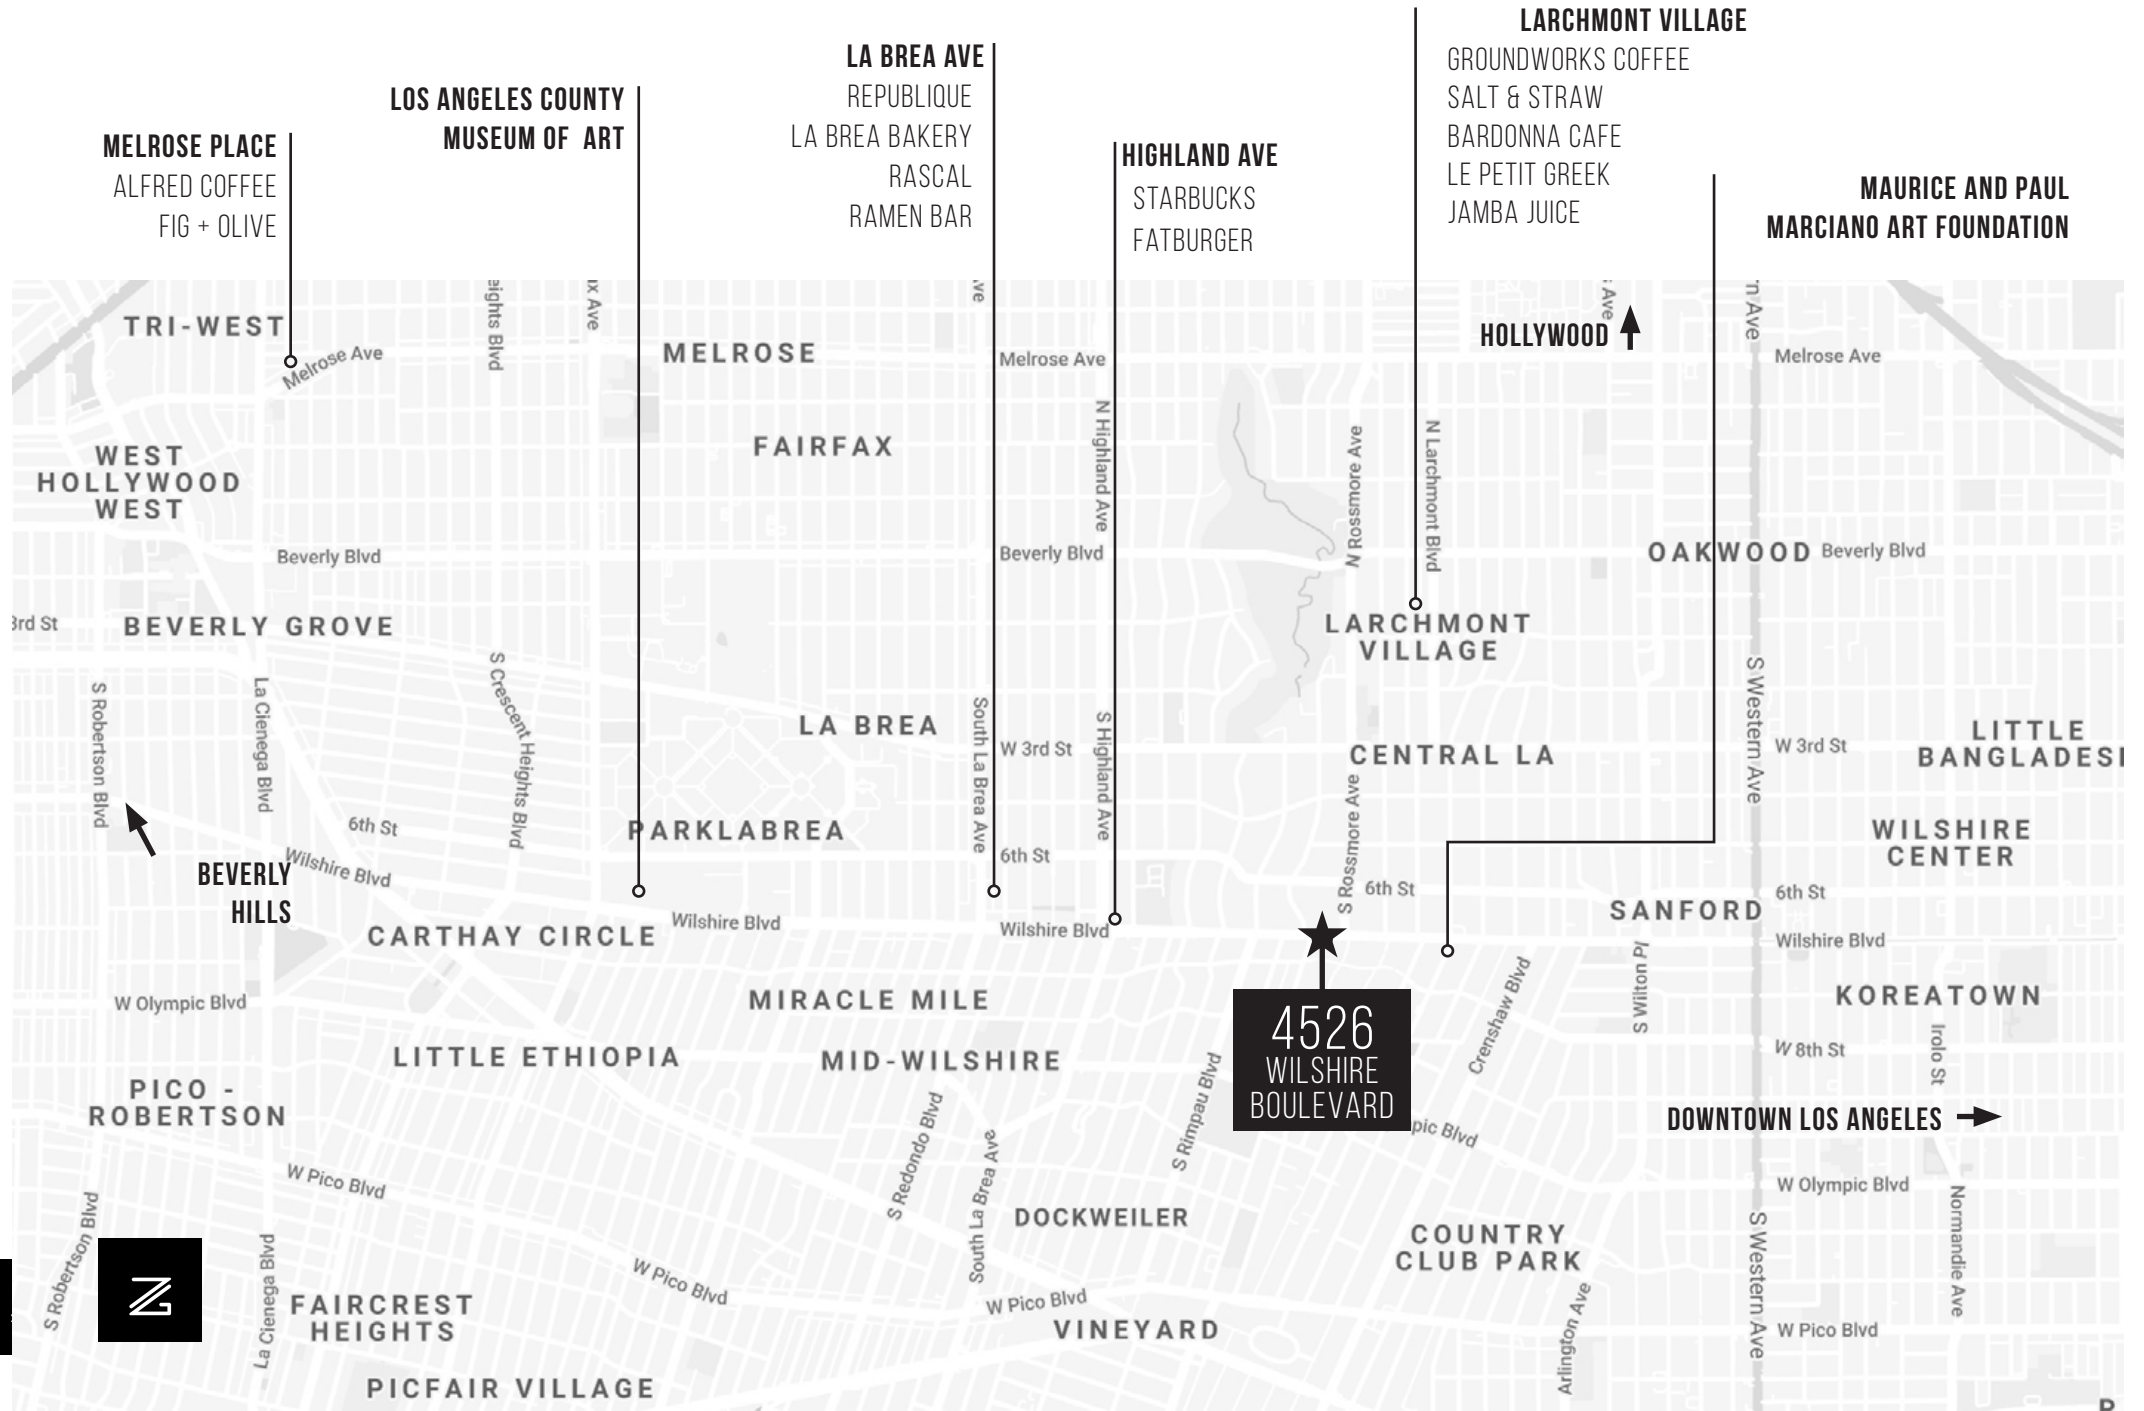 MELROSE PLACE
ALFRED COFFEE
FIG + OLIVE
LOS ANGELES COUNTY
MUSEUM OF ART
LA BREA AVE
REPUBLIQUE
LA BREA BAKERY
RASCAL
RAMEN BAR
HIGHLAND AVE
STARBUCKS
FATBURGER
LARCHMONT VILLAGE
GROUNDWORKS COFFEE
SALT & STRAW
BARDONNA CAFE
LE PETIT GREEK
JAMBA JUICE
MAURICE AND PAUL
MARCIANO ART FOUNDATION
eights Blvd
x Ave
ve
Ave
n Ave
TRI-WEST
HOLLYWOOD
Melrose Ave
MELROSE
Melrose Ave
Melrose Ave
FAIRFAX
N Highland Ave
N Rossmore Ave
N Larchmont Blvd
WEST
HOLLYWOOD
WEST
Beverly Blvd
Beverly Blvd
OAKWOOD
Beverly Blvd
3rd St
BEVERLY GROVE
LARCHMONT
VILLAGE
S Robertson Blvd
La Cienega Blvd
S Crescent Heights Blvd
LA BREA
South La Brea Ave
W 3rd St
S Highland Ave
CENTRAL LA
S Western Ave
W 3rd St
LITTLE
BANGLADESH
6th St
PARKLABREA
6th St
S Rossmore Ave
6th St
WILSHIRE
CENTER
BEVERLY
HILLS
Wilshire Blvd
6th St
SANFORD
CARTHAY CIRCLE
Wilshire Blvd
Wilshire Blvd
Wilshire Blvd
4526
WILSHIRE
BOULEVARD
Crenshaw Blvd
S Wilton Pl
W Olympic Blvd
MIRACLE MILE
KOREATOWN
LITTLE ETHIOPIA
MID-WILSHIRE
W 8th St
Irolo St
PICO -
ROBERTSON
S Redondo Blvd
S Rimpau Blvd
pic Blvd
DOWNTOWN LOS ANGELES
W Pico Blvd
South La Brea Ave
W Olympic Blvd
S Robertson Blvd
La Cienega Blvd
DOCKWEILER
COUNTRY
CLUB PARK
S Western Ave
Normandie Ave
W Pico Blvd
W Pico Blvd
FAIRCREST
HEIGHTS
VINEYARD
Arlington Ave
W Pico Blvd
PICFAIR VILLAGE